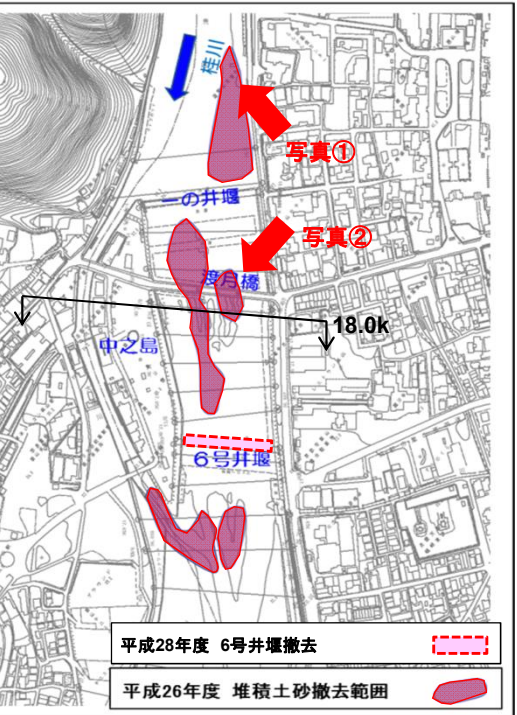 桂川
写真①
一の井堰
写真②
渡月橋
18.0k
中之島
6号井堰
平成28年度 6号井堰撤去
平成26年度 堆積土砂撤去範囲